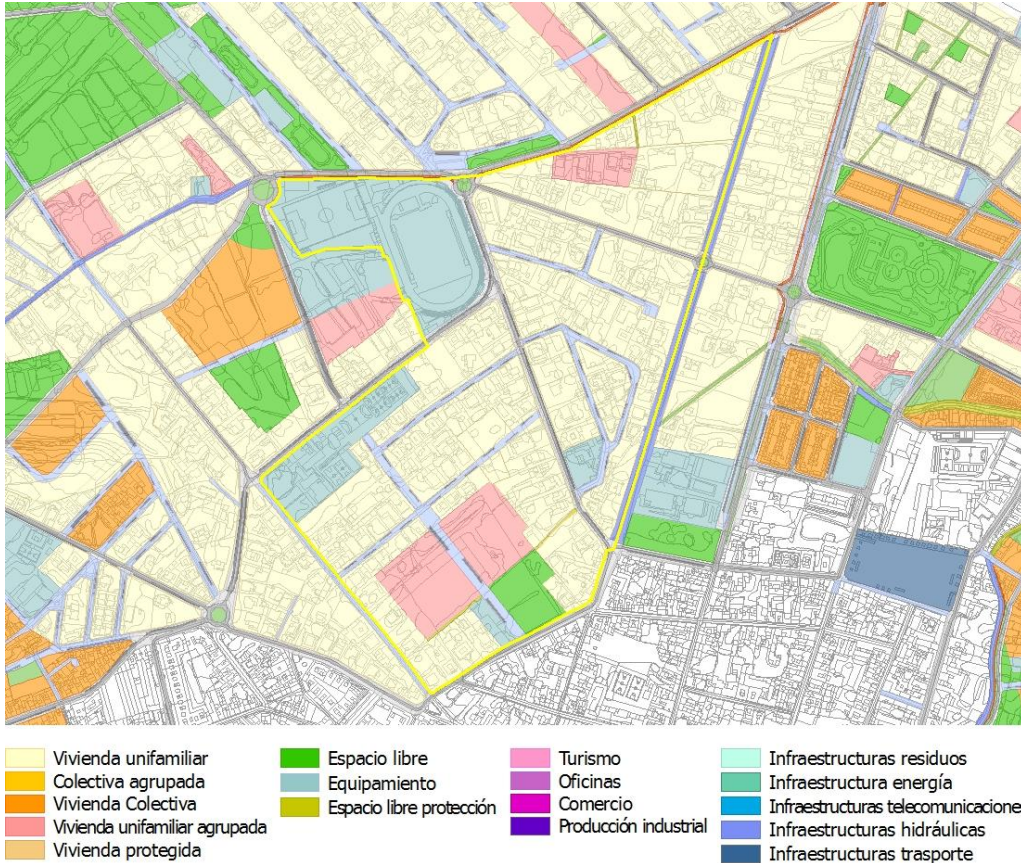 Vivienda unifamiliar
Colectiva agrupada
Vivienda Colectiva
Vivienda unifamiliar agrupada
Vivienda protegida
Espacio libre
Equipamiento
Espacio libre protección
Turismo
Oficinas
Comercio
Producción industrial
Infraestructuras residuos
Infraestructura energía
Infraestructuras telecomunicacione
Infraestructuras hidráulicas
Infraestructuras trasporte